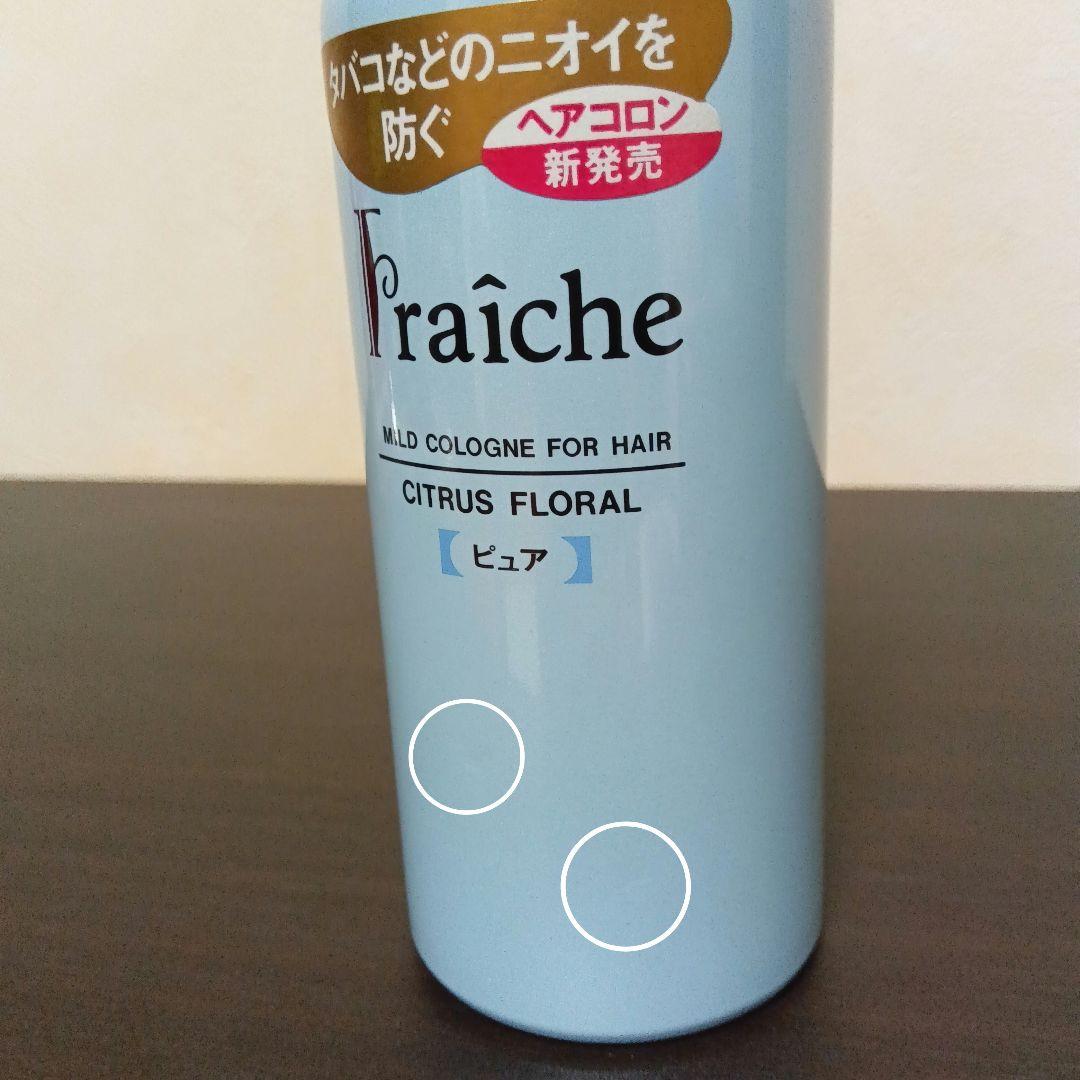 タバコなどのニオイを
防ぐ
ヘアコロン
新発売
Fraîche
MILD COLOGNE FOR HAIR
CITRUS FLORAL
【ピュア】